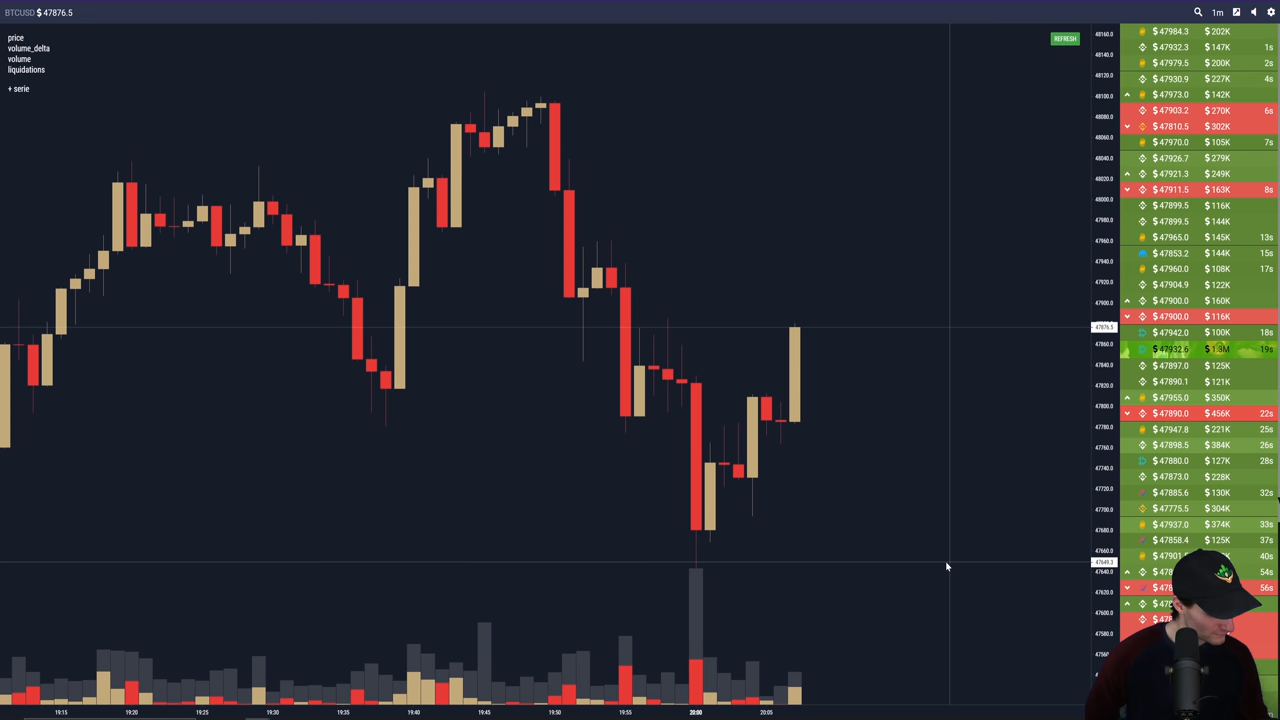 BTCUSD $ 47876.5
1m
price
volume_delta
volume
liquidations
+ serie
REFRESH
48160.0
48140.0
48120.0
48100.0
48080.0
48060.0
48040.0
48020.0
48000.0
47980.0
47960.0
47940.0
47920.0
47900.0
47876.5
47860.0
47840.0
47820.0
47800.0
47780.0
47760.0
47740.0
47720.0
47700.0
47680.0
47660.0
47649.3
47640.0
47620.0
47600.0
47580.0
19:15
19:20
19:25
19:30
19:35
19:40
19:45
19:50
19:55
20:00
20:05
$ 47984.3 $ 202K
$ 47932.3 $ 147K 1s
$ 47979.5 $ 200K 2s
$ 47930.9 $ 227K 4s
$ 47973.0 $ 142K
$ 47903.2 $ 270K 6s
$ 47810.5 $ 302K
$ 47970.0 $ 105K 7s
$ 47926.7 $ 279K
$ 47921.3 $ 249K
$ 47911.5 $ 163K 8s
$ 47899.5 $ 116K
$ 47899.5 $ 144K
$ 47965.0 $ 145K 13s
$ 47853.2 $ 144K 15s
$ 47960.0 $ 108K 17s
$ 47904.9 $ 122K
$ 47900.0 $ 160K
$ 47900.0 $ 116K
$ 47942.0 $ 100K 18s
$ 47932.6 $ 1.3M 19s
$ 47897.0 $ 125K
$ 47890.1 $ 121K
$ 47955.0 $ 350K
$ 47890.0 $ 456K 22s
$ 47947.8 $ 221K 25s
$ 47898.5 $ 384K 26s
$ 47880.0 $ 127K 28s
$ 47873.0 $ 228K
$ 47885.6 $ 130K 32s
$ 47775.5 $ 304K
$ 47937.0 $ 374K 33s
$ 47858.4 $ 125K 37s
40s
54s
56s